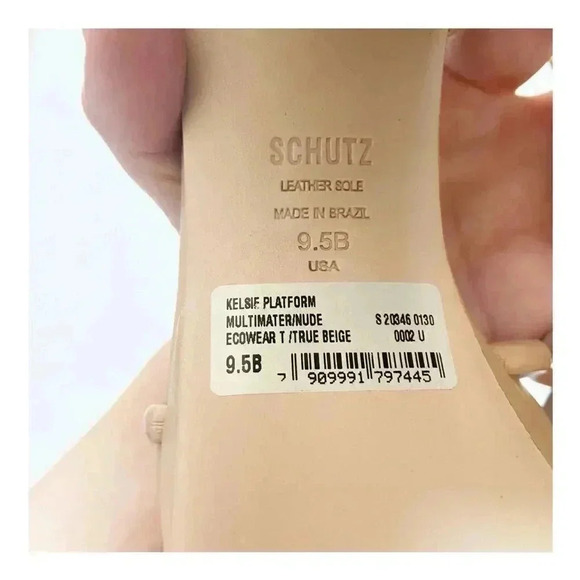 SCHUTZ
LEATHER SOLE
MADE IN BRAZIL
9.5B
USA
KELSIF PLATFORM
MULTIMATER/NUDE S 20346 0130
ECOWEAR T /TRUE BEIGE 0002 U
9.5B
7 909991 797445